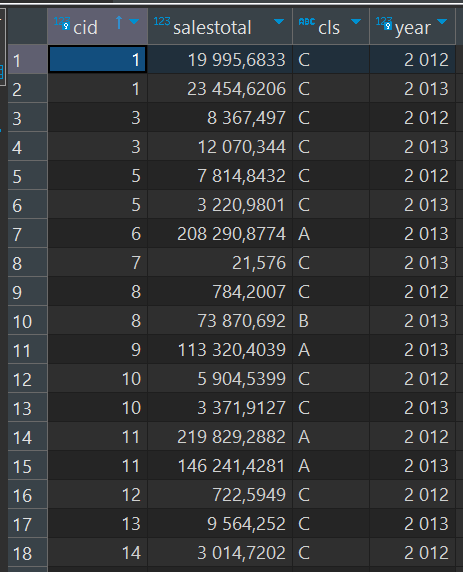 123 cid 123 salestotal ABC cls 123 year
1 1 19 995,6833 C 2 012
2 1 23 454,6206 C 2 013
3 3 8 367,497 C 2 012
4 3 12 070,344 C 2 013
5 5 7 814,8432 C 2 012
6 5 3 220,9801 C 2 013
7 6 208 290,8774 A 2 013
8 7 21,576 C 2 013
9 8 784,2007 C 2 012
10 8 73 870,692 B 2 013
11 9 113 320,4039 A 2 013
12 10 5 904,5399 C 2 012
13 10 3 371,9127 C 2 013
14 11 219 829,2882 A 2 012
15 11 146 241,4281 A 2 013
16 12 722,5949 C 2 012
17 13 9 564,252 C 2 013
18 14 3 014,7202 C 2 012